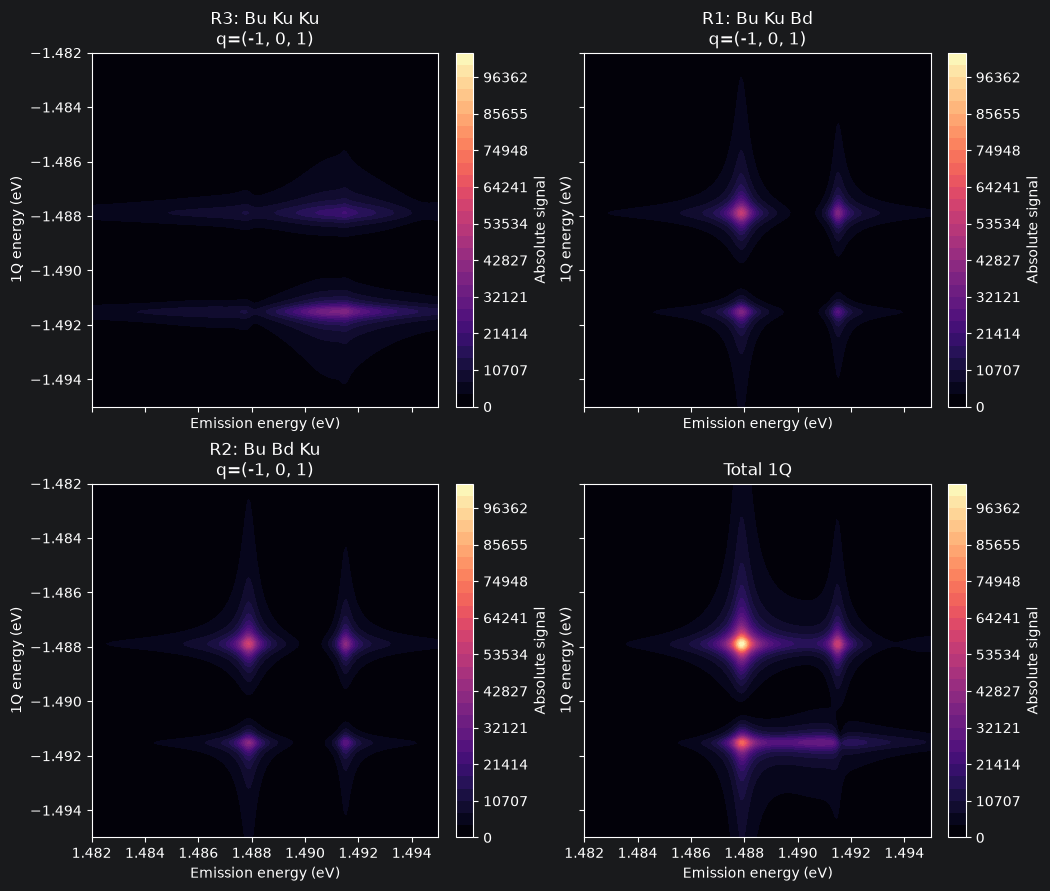 R3: Bu Ku Ku
q=(-1, 0, 1)
−1.482
−1.484
−1.486
−1.488
−1.490
−1.492
−1.494
1Q energy (eV)
Emission energy (eV)
96362
85655
74948
64241
53534
42827
32121
21414
10707
0
Absolute signal
R1: Bu Ku Bd
q=(-1, 0, 1)
1Q energy (eV)
Emission energy (eV)
96362
85655
74948
64241
53534
42827
32121
21414
10707
0
Absolute signal
R2: Bu Bd Ku
q=(-1, 0, 1)
−1.482
−1.484
−1.486
−1.488
−1.490
−1.492
−1.494
1Q energy (eV)
1.482 1.484 1.486 1.488 1.490 1.492 1.494
Emission energy (eV)
96362
85655
74948
64241
53534
42827
32121
21414
10707
0
Absolute signal
Total 1Q
1Q energy (eV)
1.482 1.484 1.486 1.488 1.490 1.492 1.494
Emission energy (eV)
96362
85655
74948
64241
53534
42827
32121
21414
10707
0
Absolute signal